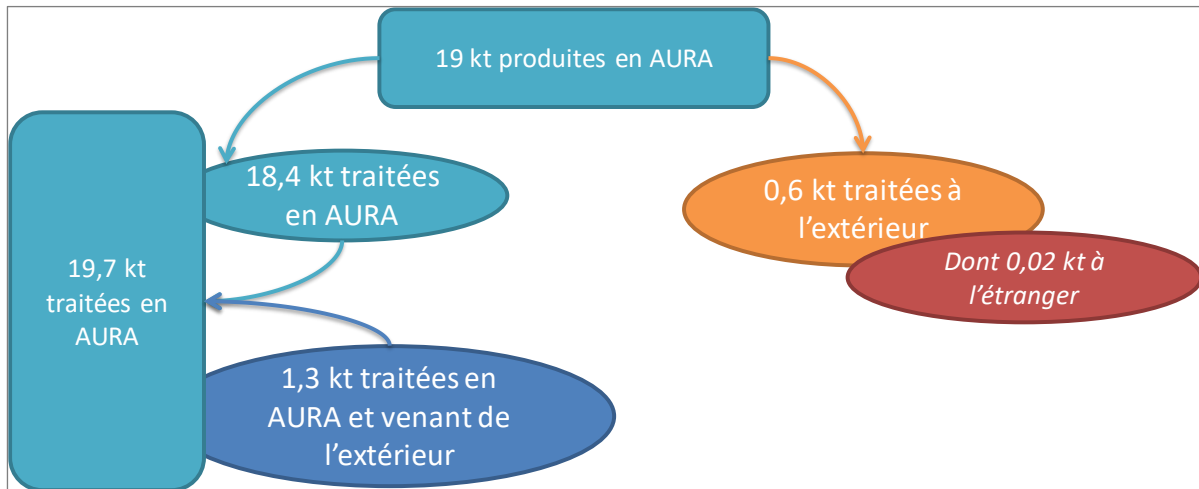 19 kt produites en AURA
18,4 kt traitées
en AURA
0,6 kt traitées à
l’extérieur
Dont 0,02 kt à
l’étranger
19,7 kt
traitées en
AURA
1,3 kt traitées en
AURA et venant de
l’extérieur